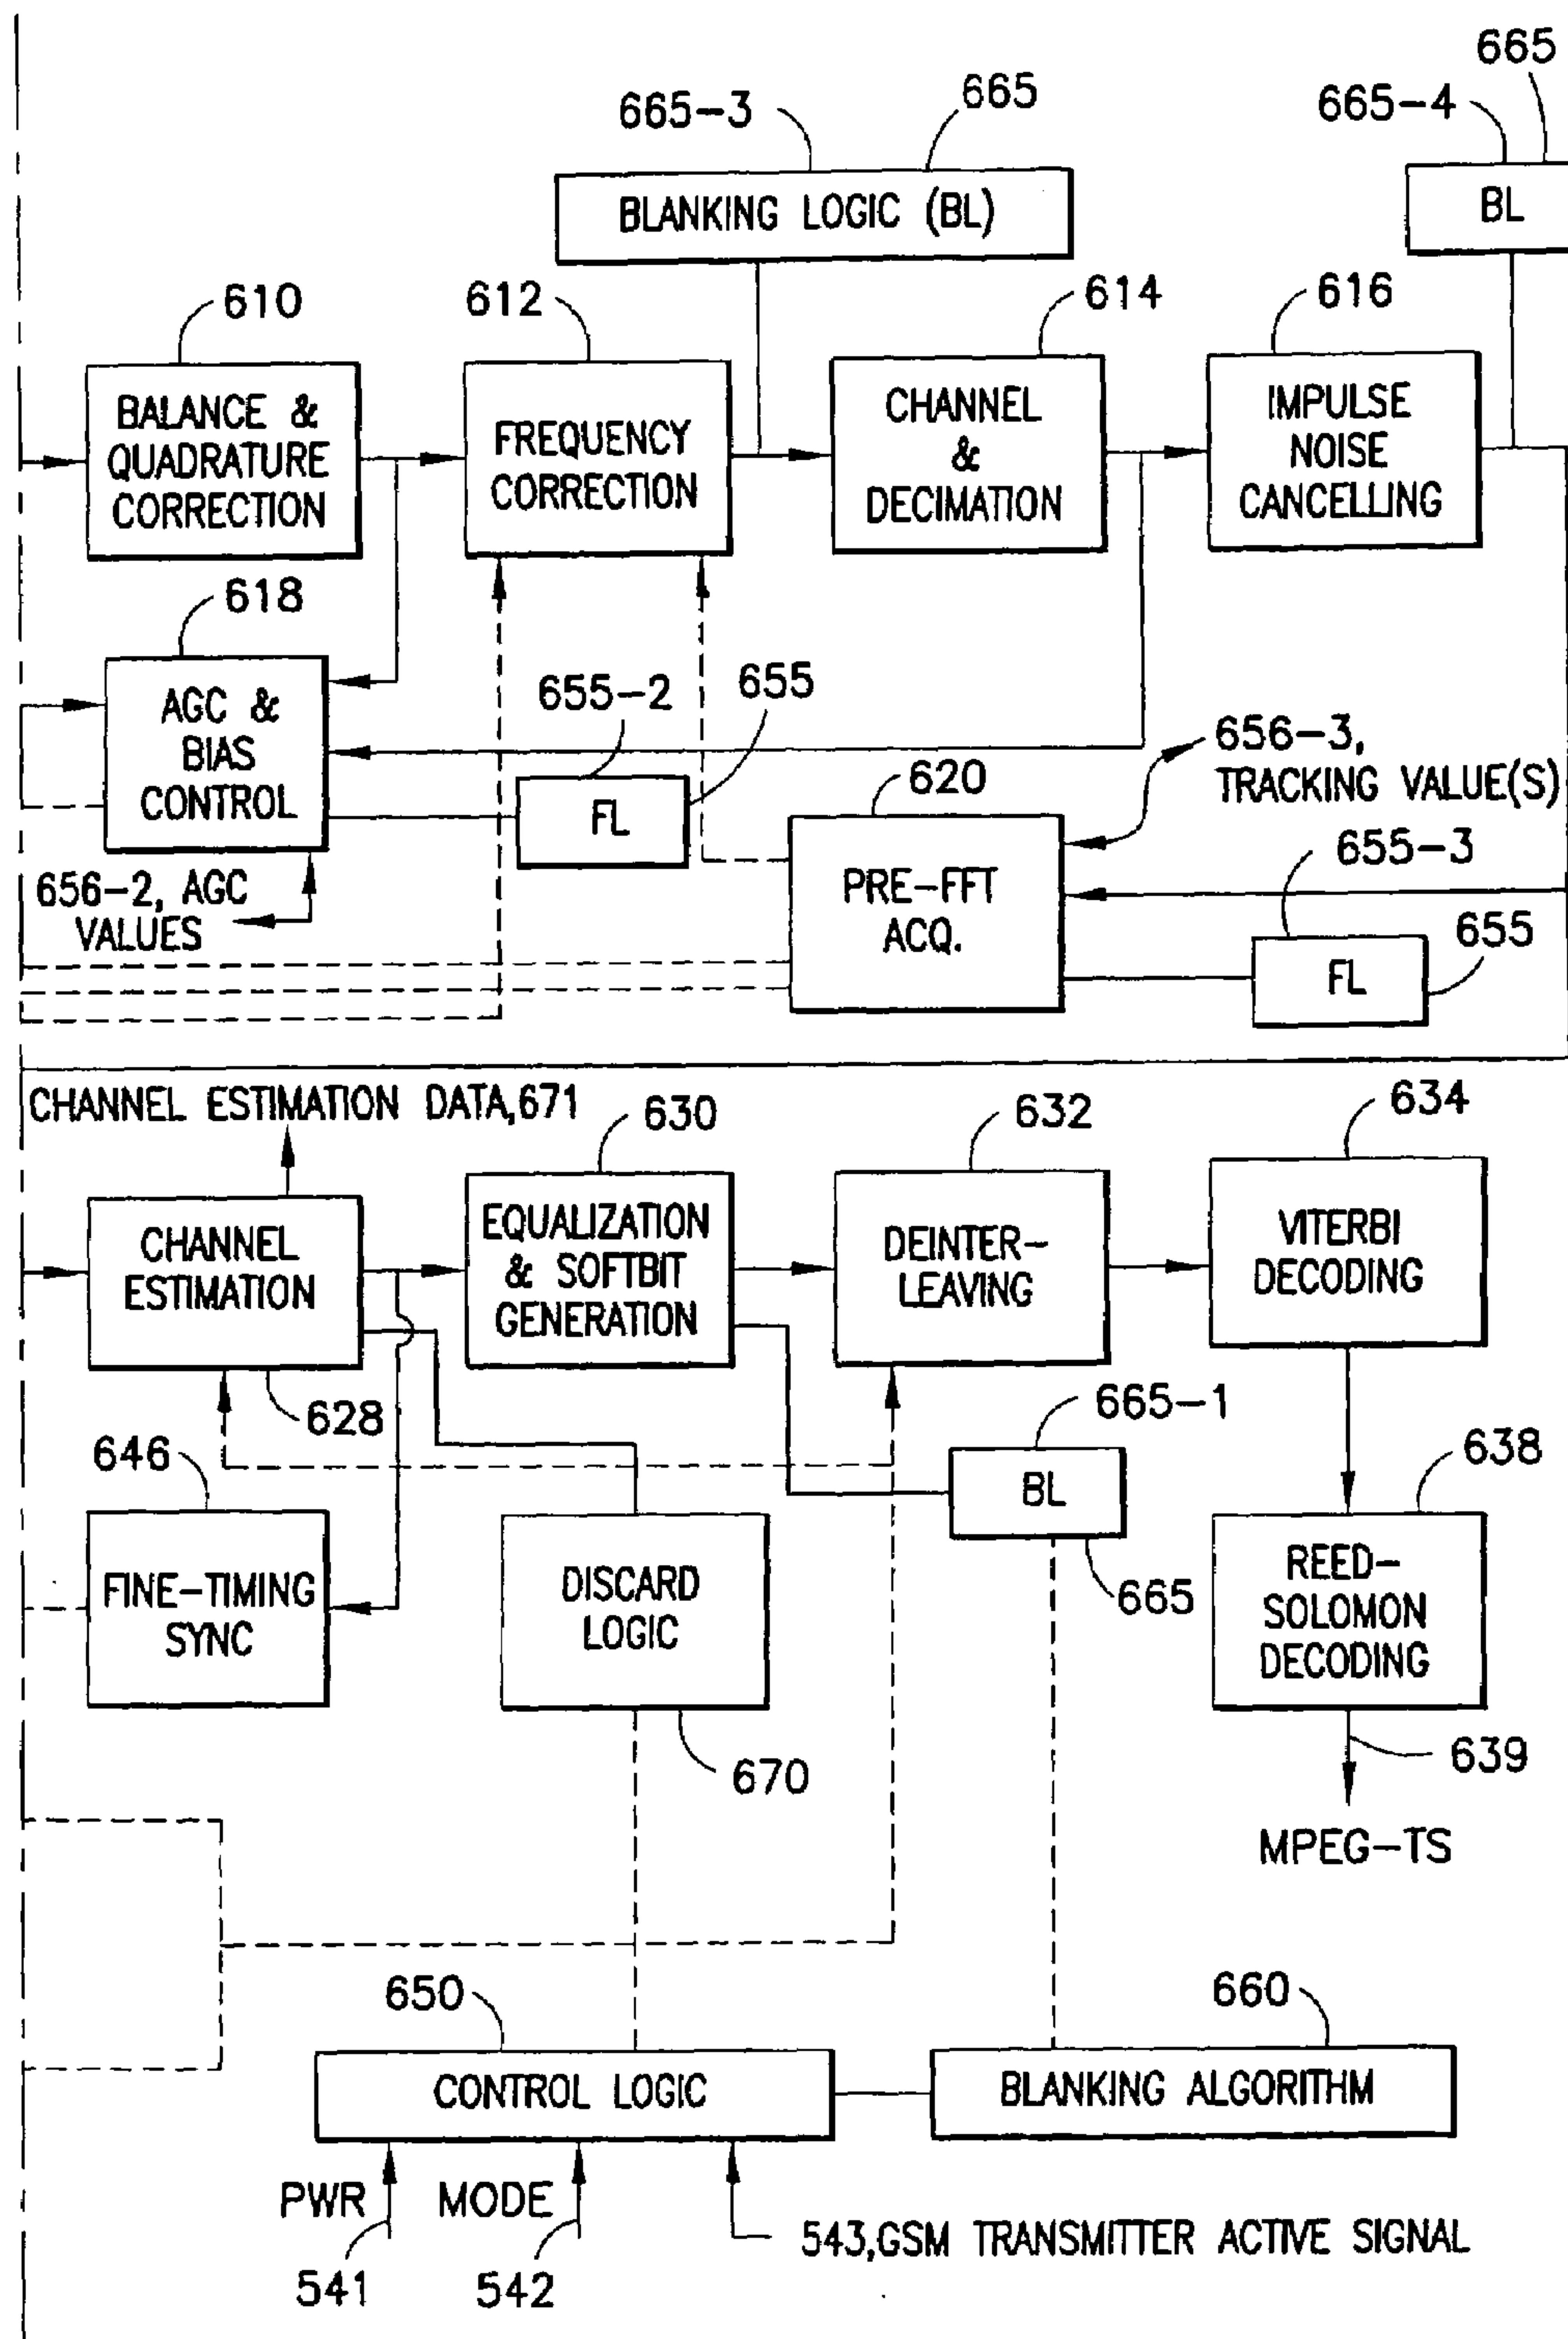 665
665-3
665
665-4
BLANKING LOGIC (BL)
BL
610
612
614
616
BALANCE &
QUADRATURE
CORRECTION
FREQUENCY
CORRECTION
CHANNEL
&
DECIMATION
IMPULSE
NOISE
CANCELLING
618
AGC &
BIAS
CONTROL
655-2
655
FL
656-3,
TRACKING VALUE(S)
620
PRE-FFT
ACQ.
655-3
655
FL
656-2, AGC
VALUES
CHANNEL ESTIMATION DATA,671
630
632
634
CHANNEL
ESTIMATION
EQUALIZATION
& SOFTBIT
GENERATION
DEINTER-
LEAVING
VITERBI
DECODING
628
665-1
646
638
BL
665
FINE-TIMING
SYNC
DISCARD
LOGIC
REED-
SOLOMON
DECODING
670
639
MPEG-TS
650
660
CONTROL LOGIC
BLANKING ALGORITHM
PWR
MODE
541
542
543,GSM TRANSMITTER ACTIVE SIGNAL